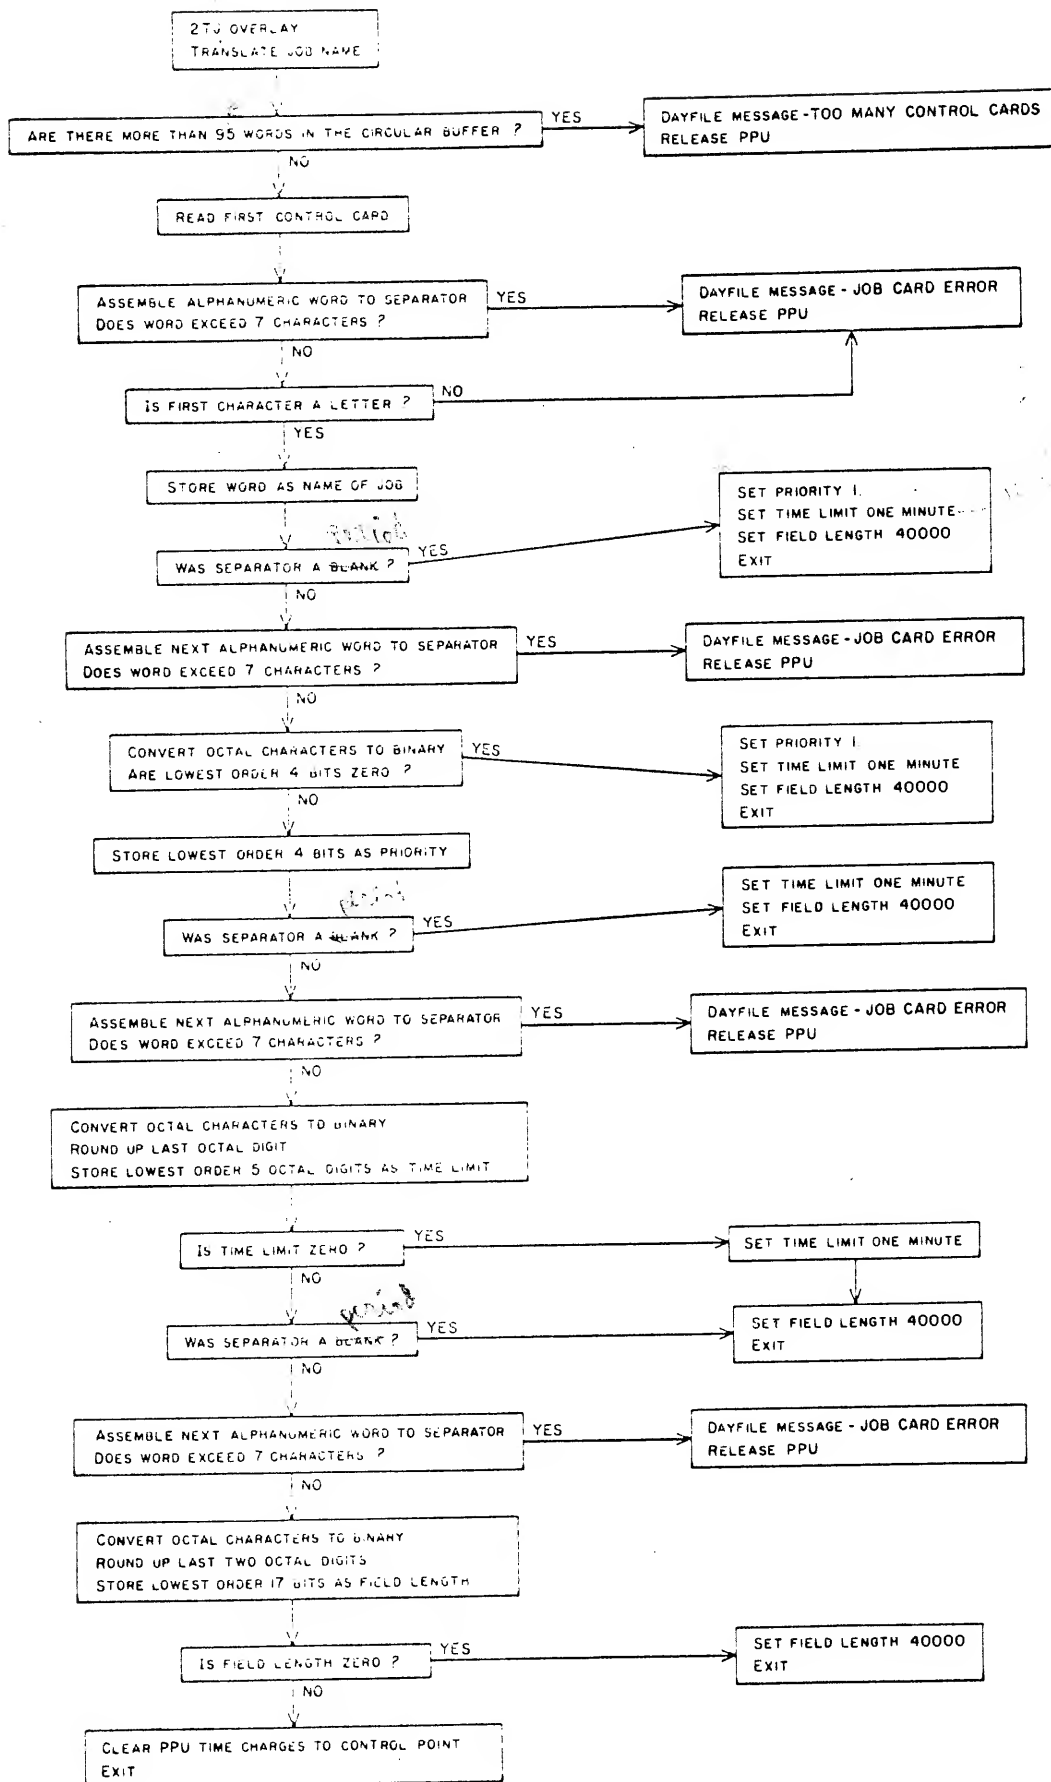 2TJ OVERLAY
TRANSLATE JOB NAME
ARE THERE MORE THAN 95 WORDS IN THE CIRCULAR BUFFER ?
YES
DAYFILE MESSAGE-TOO MANY CONTROL CARDS
RELEASE PPU
NO
READ FIRST CONTROL CARD
ASSEMBLE ALPHANUMERIC WORD TO SEPARATOR
DOES WORD EXCEED 7 CHARACTERS ?
YES
DAYFILE MESSAGE - JOB CARD ERROR
RELEASE PPU
NO
IS FIRST CHARACTER A LETTER ?
NO
YES
STORE WORD AS NAME OF JOB
SET PRIORITY 1.
SET TIME LIMIT ONE MINUTE
SET FIELD LENGTH 40000
EXIT
period
WAS SEPARATOR A BLANK ?
YES
NO
ASSEMBLE NEXT ALPHANUMERIC WORD TO SEPARATOR
DOES WORD EXCEED 7 CHARACTERS ?
YES
DAYFILE MESSAGE - JOB CARD ERROR
RELEASE PPU
NO
CONVERT OCTAL CHARACTERS TO BINARY
ARE LOWEST ORDER 4 BITS ZERO ?
YES
SET PRIORITY 1.
SET TIME LIMIT ONE MINUTE
SET FIELD LENGTH 40000
EXIT
NO
STORE LOWEST ORDER 4 BITS AS PRIORITY
period
WAS SEPARATOR A BLANK ?
YES
SET TIME LIMIT ONE MINUTE
SET FIELD LENGTH 40000
EXIT
NO
ASSEMBLE NEXT ALPHANUMERIC WORD TO SEPARATOR
DOES WORD EXCEED 7 CHARACTERS ?
YES
DAYFILE MESSAGE - JOB CARD ERROR
RELEASE PPU
NO
CONVERT OCTAL CHARACTERS TO BINARY
ROUND UP LAST OCTAL DIGIT
STORE LOWEST ORDER 5 OCTAL DIGITS AS TIME LIMIT
IS TIME LIMIT ZERO ?
YES
SET TIME LIMIT ONE MINUTE
NO
period
WAS SEPARATOR A BLANK ?
YES
SET FIELD LENGTH 40000
EXIT
NO
ASSEMBLE NEXT ALPHANUMERIC WORD TO SEPARATOR
DOES WORD EXCEED 7 CHARACTERS ?
YES
DAYFILE MESSAGE - JOB CARD ERROR
RELEASE PPU
NO
CONVERT OCTAL CHARACTERS TO BINARY
ROUND UP LAST TWO OCTAL DIGITS
STORE LOWEST ORDER 17 BITS AS FIELD LENGTH
IS FIELD LENGTH ZERO ?
YES
SET FIELD LENGTH 40000
EXIT
NO
CLEAR PPU TIME CHARGES TO CONTROL POINT
EXIT